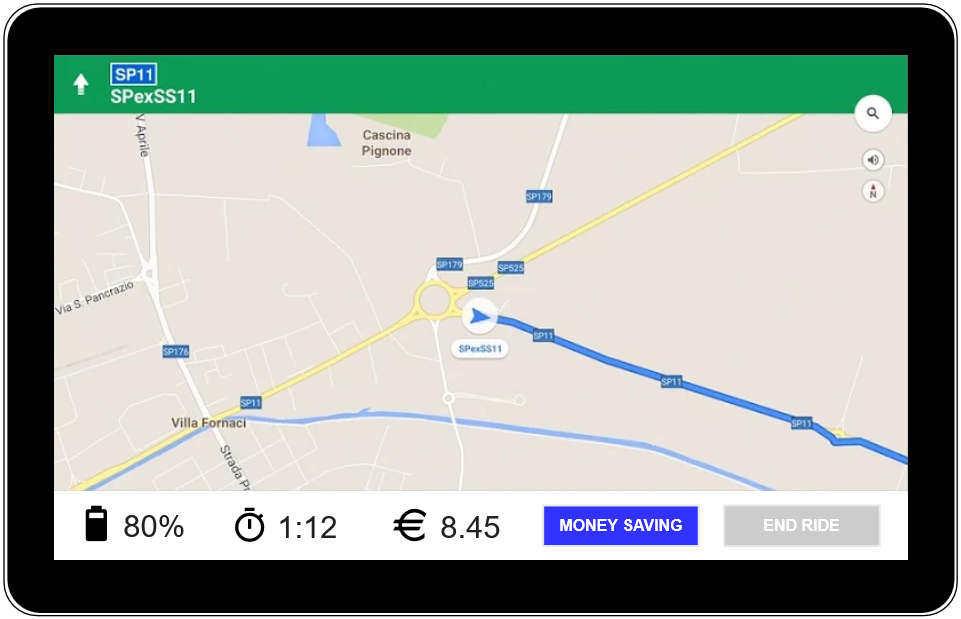 SP11
SPexSS11
V Aprile
Cascina
Pignone
N
SP179
SP179
SP525
SP525
Via S. Pancrazio
SP11
SPexSS11
SP176
SP11
SP11
SP11
Villa Fornaci
Strada
80%
1:12
€ 8.45
MONEY SAVING
END RIDE